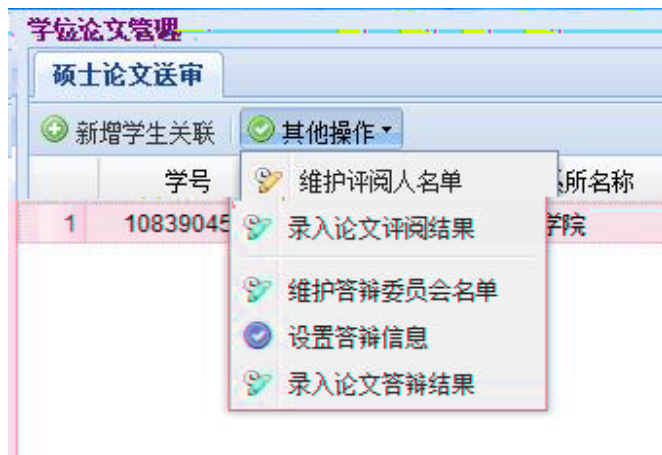 学位论文管理
硕士论文送审
新增学生关联 其他操作
学号 所名称
维护评阅人名单
1 10839045 学院
录入论文评阅结果
维护答辩委员会名单
设置答辩信息
录入论文答辩结果